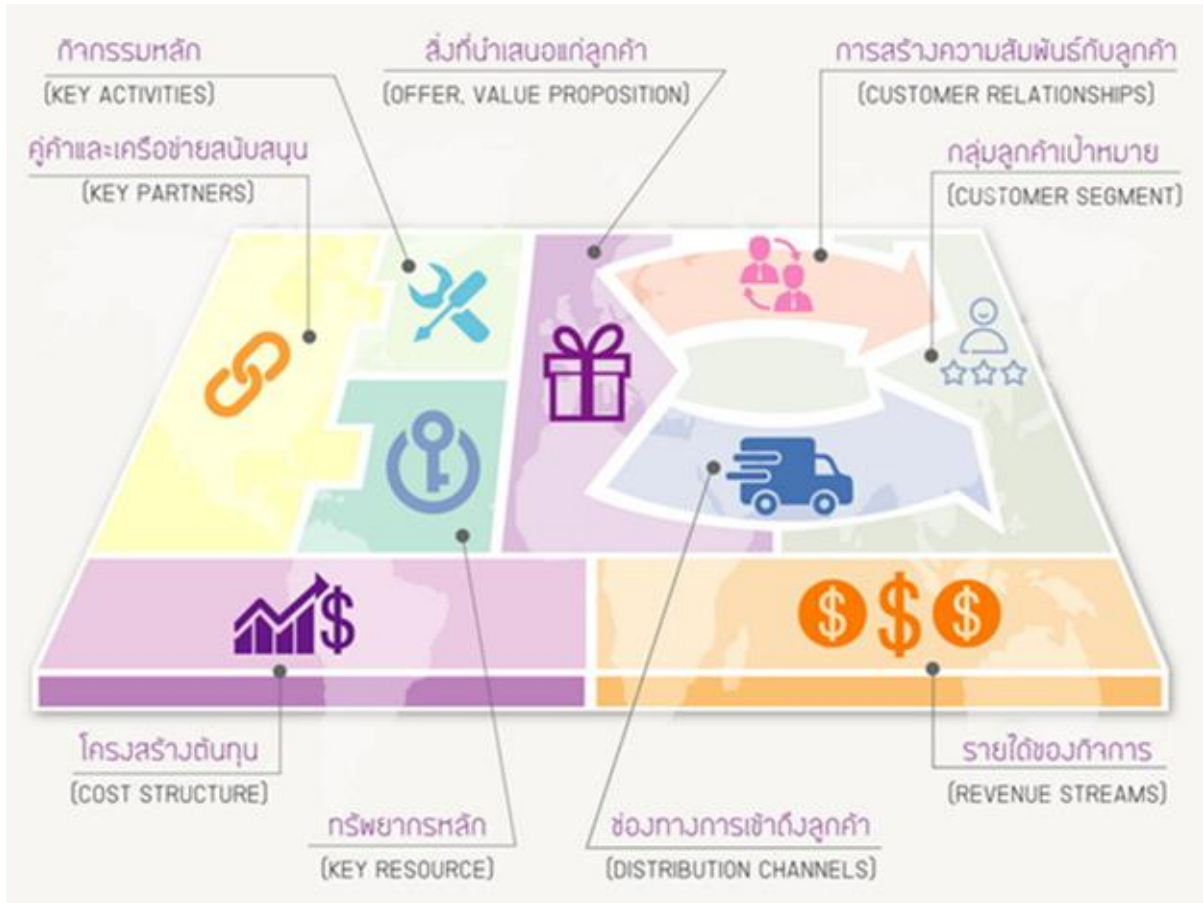 กิจกรรมหลัก
(KEY ACTIVITIES)
สิ่งที่นำเสนอแก่ลูกค้า
(OFFER, VALUE PROPOSITION)
การสร้างความสัมพันธ์กับลูกค้า
(CUSTOMER RELATIONSHIPS)
คู่ค้าและเครือข่ายสนับสนุน
(KEY PARTNERS)
กลุ่มลูกค้าเป้าหมาย
(CUSTOMER SEGMENT)
โครงสร้างต้นทุน
(COST STRUCTURE)
รายได้ของกิจการ
(REVENUE STREAMS)
ทรัพยากรหลัก
(KEY RESOURCE)
ช่องทางการเข้าถึงลูกค้า
(DISTRIBUTION CHANNELS)